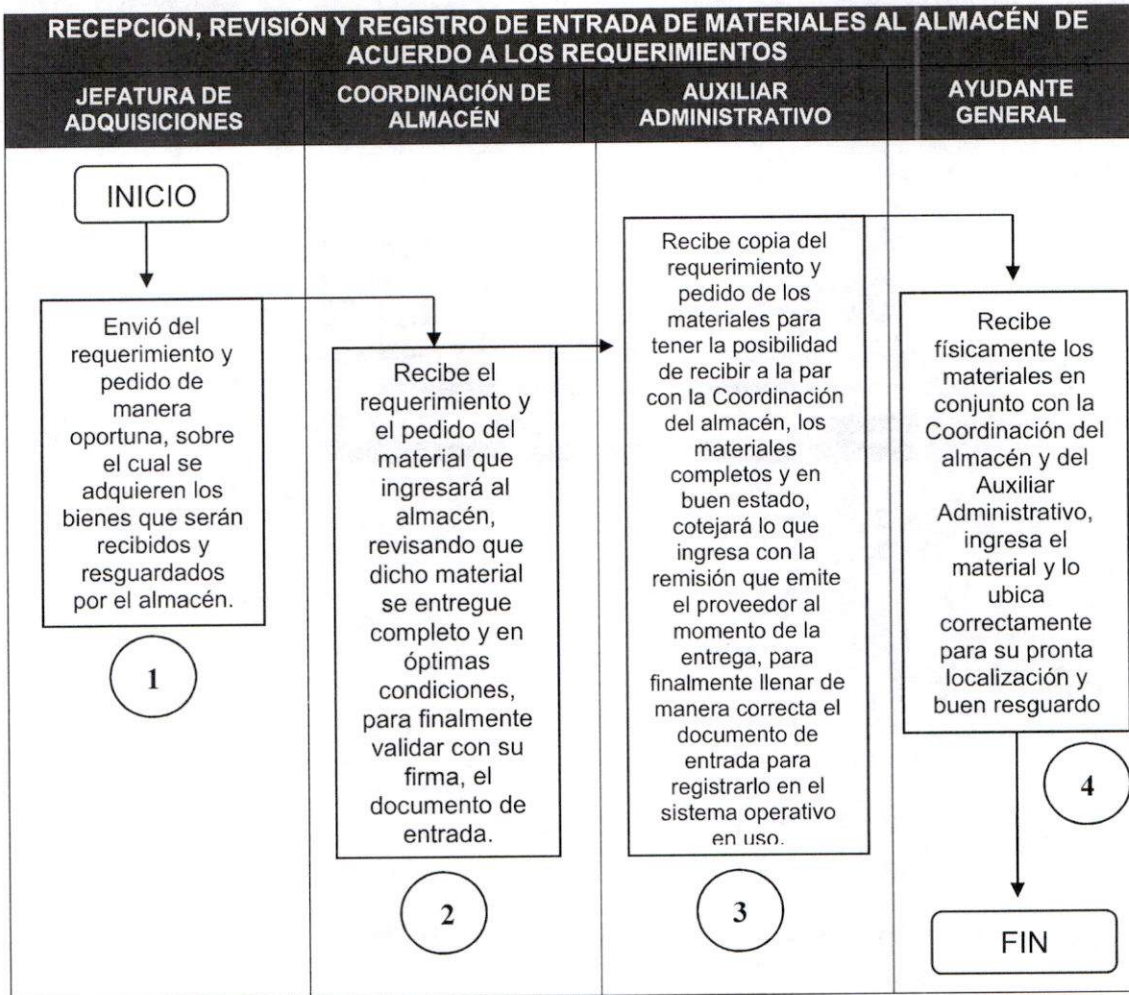 RECEPCIÓN, REVISIÓN Y REGISTRO DE ENTRADA DE MATERIALES AL ALMACÉN DE
ACUERDO A LOS REQUERIMIENTOS
JEFATURA DE
ADQUISICIONES
COORDINACIÓN DE
ALMACÉN
AUXILIAR
ADMINISTRATIVO
AYUDANTE
GENERAL
INICIO
Envió del
requerimiento y
pedido de
manera
oportuna, sobre
el cual se
adquieren los
bienes que serán
recibidos y
resguardados
por el almacén.
1
Recibe el
requerimiento y
el pedido del
material que
ingresará al
almacén,
revisando que
dicho material
se entregue
completo y en
óptimas
condiciones,
para finalmente
validar con su
firma, el
documento de
entrada.
2
Recibe copia del
requerimiento y
pedido de los
materiales para
tener la posibilidad
de recibir a la par
con la Coordinación
del almacén, los
materiales
completos y en
buen estado,
cotejará lo que
ingresa con la
remisión que emite
el proveedor al
momento de la
entrega, para
finalmente llenar de
manera correcta el
documento de
entrada para
registrarlo en el
sistema operativo
en uso.
3
Recibe
físicamente los
materiales en
conjunto con la
Coordinación del
almacén y del
Auxiliar
Administrativo,
ingresa el
material y lo
ubica
correctamente
para su pronta
localización y
buen resguardo
4
FIN